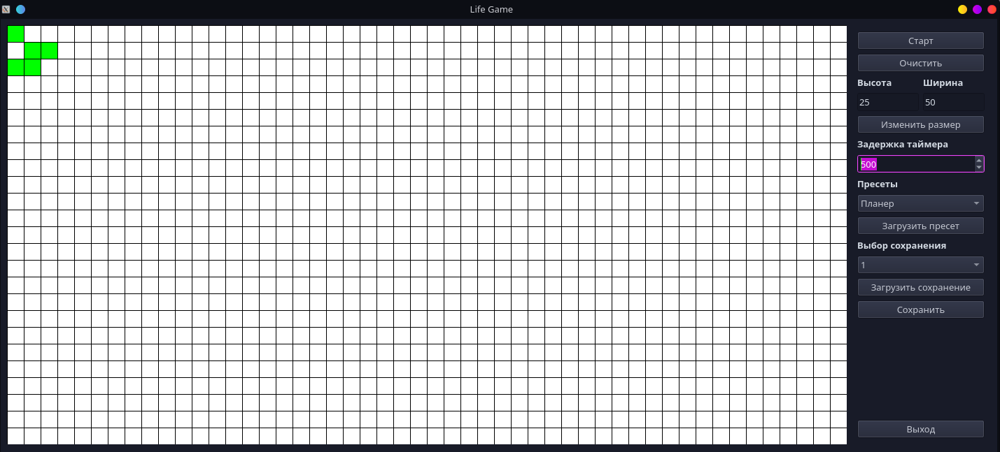 Life Game
Старт
Очистить
Высота Ширина
25 50
Изменить размер
Задержка таймера
500
Пресеты
Планер
Загрузить пресет
Выбор сохранения
1
Загрузить сохранение
Сохранить
Выход